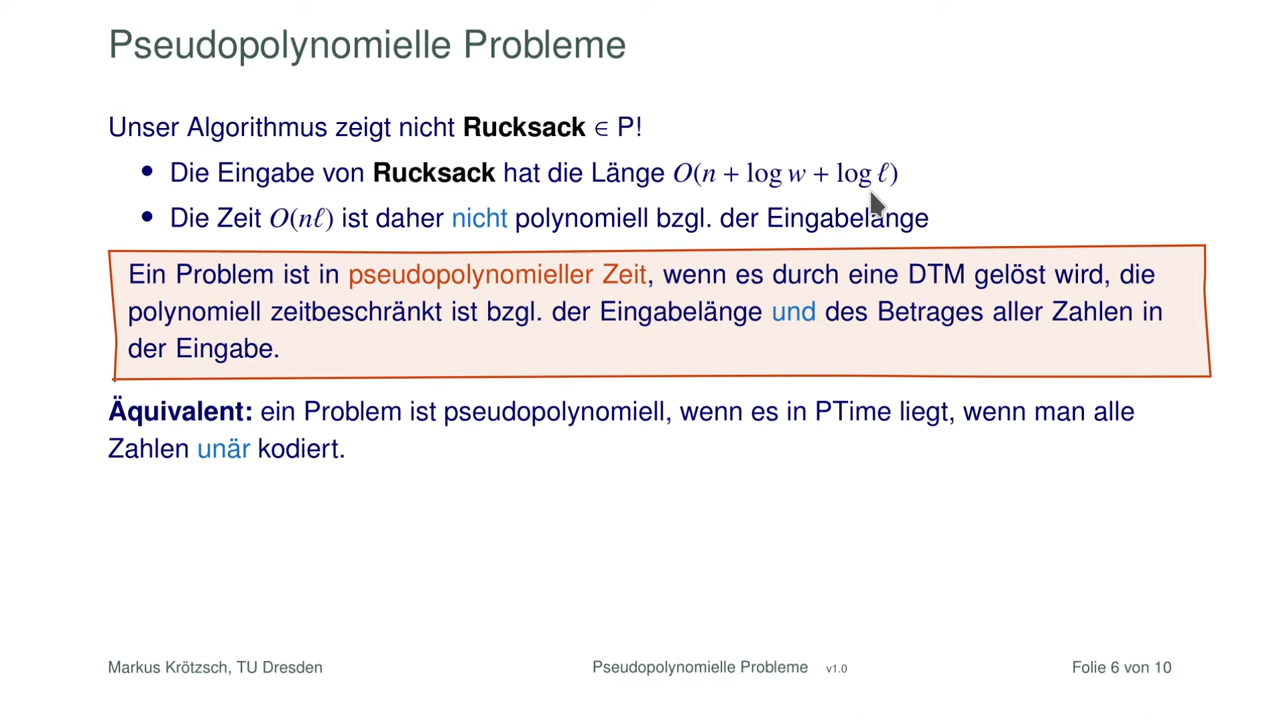 Pseudopolynomielle Probleme
Unser Algorithmus zeigt nicht Rucksack ∈ P!
• Die Eingabe von Rucksack hat die Länge O(n + log w + log ℓ)
• Die Zeit O(nℓ) ist daher nicht polynomiell bzgl. der Eingabelänge
Ein Problem ist in pseudopolynomieller Zeit, wenn es durch eine DTM gelöst wird, die
polynomiell zeitbeschränkt ist bzgl. der Eingabelänge und des Betrages aller Zahlen in
der Eingabe.
Äquivalent: ein Problem ist pseudopolynomiell, wenn es in PTime liegt, wenn man alle
Zahlen unär kodiert.
Markus Krötzsch, TU Dresden Pseudopolynomielle Probleme v1.0 Folie 6 von 10